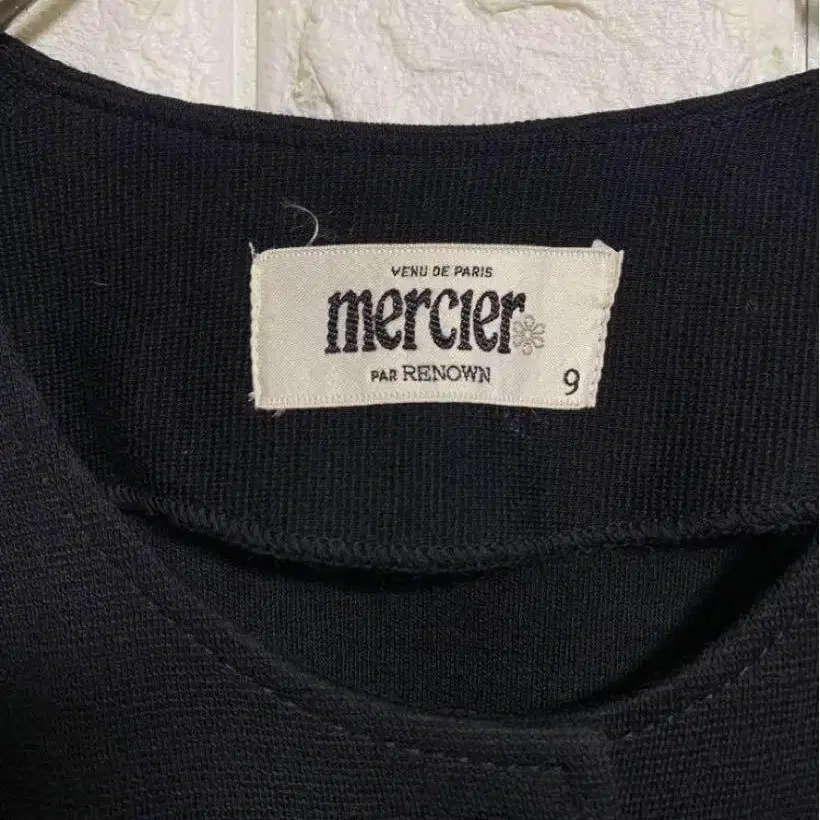 VENU DE PARIS
mercier
PAR RENOWN
9